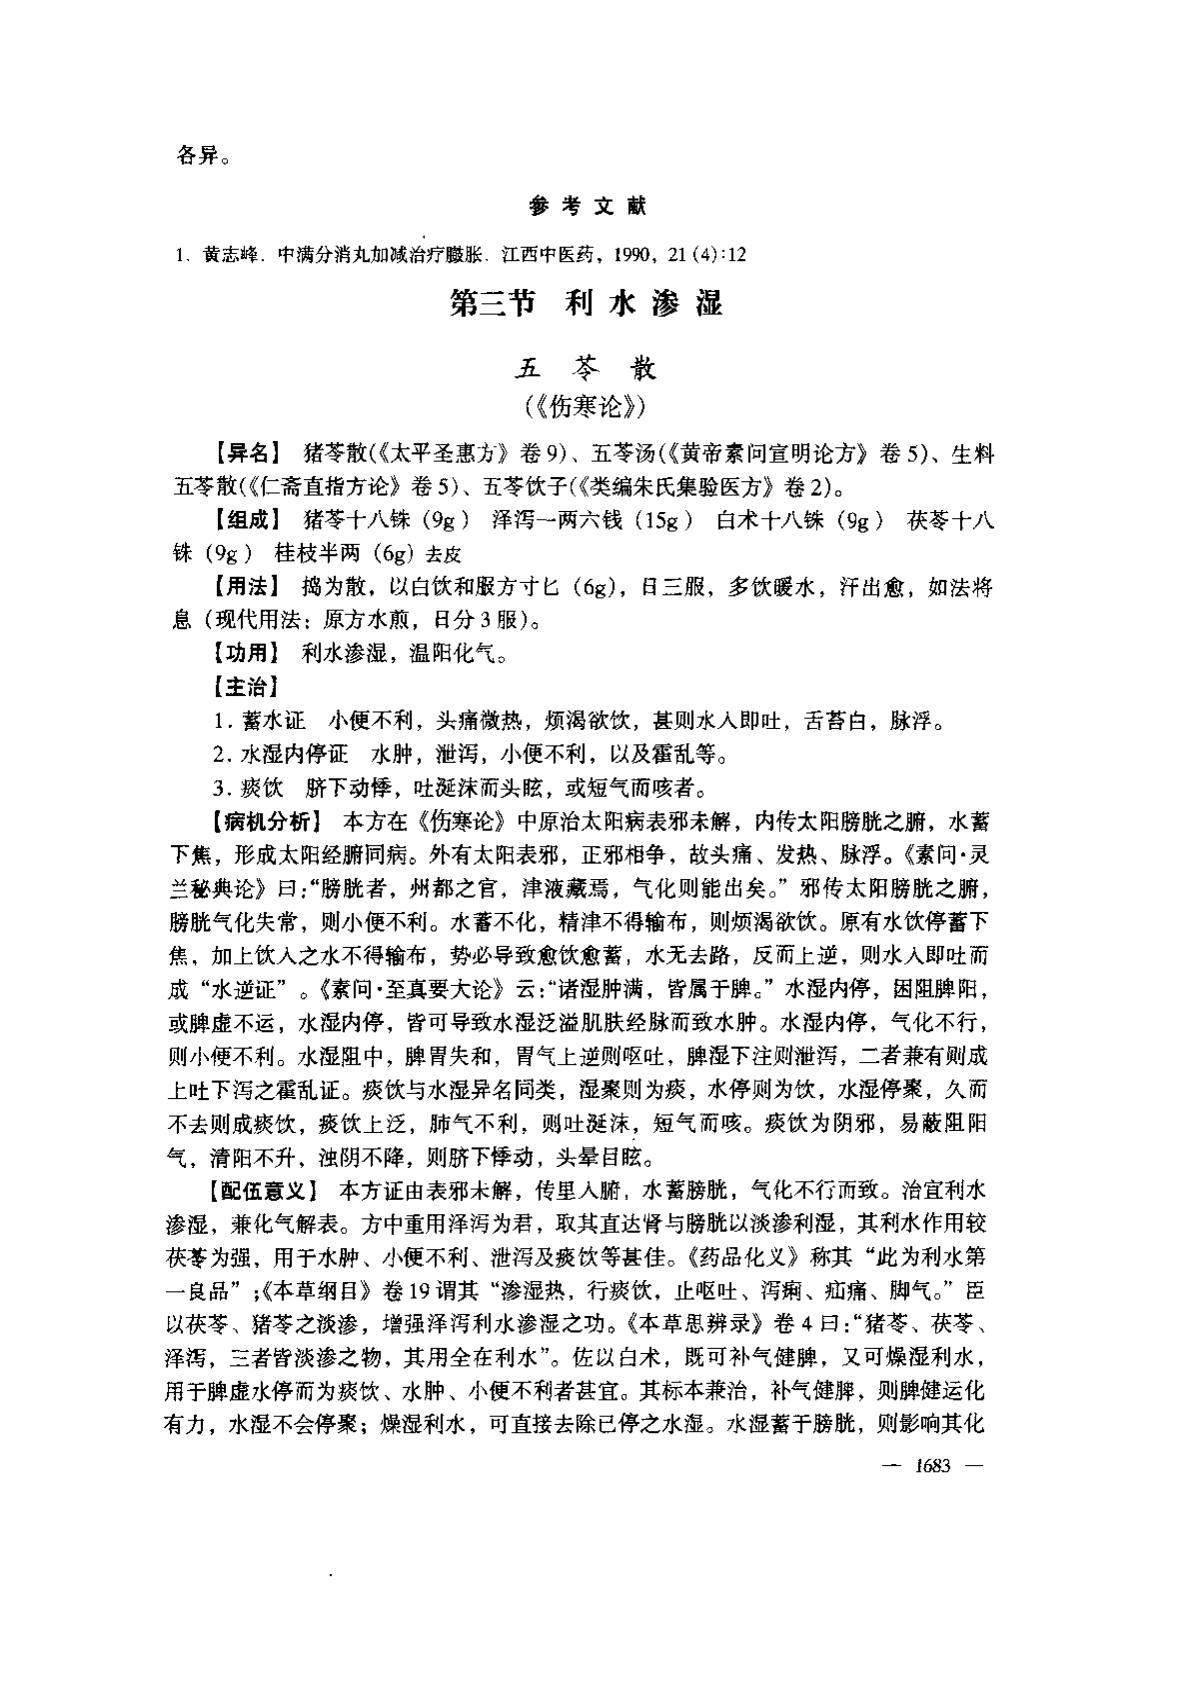 各异。
参考文献
1. 黄志峰. 中满分消丸加减治疗臌胀. 江西中医药, 1990, 21 (4):12
第三节 利水渗湿
五苓散
(《伤寒论》)
【异名】 猪苓散(《太平圣惠方》卷 9)、五苓汤(《黄帝素问宣明论方》卷 5)、生料
五苓散(《仁斋直指方论》卷 5)、五苓饮子(《类编朱氏集验医方》卷 2)。
【组成】 猪苓十八铢 (9g) 泽泻一两六钱 (15g) 白术十八铢 (9g) 茯苓十八
铢 (9g) 桂枝半两 (6g) 去皮
【用法】 捣为散，以白饮和服方寸匕 (6g)，日三服，多饮暖水，汗出愈，如法将
息（现代用法：原方水煎，日分 3 服）。
【功用】 利水渗湿，温阳化气。
【主治】
1. 蓄水证 小便不利，头痛微热，烦渴欲饮，甚则水入即吐，舌苔白，脉浮。
2. 水湿内停证 水肿，泄泻，小便不利，以及霍乱等。
3. 痰饮 脐下动悸，吐涎沫而头眩，或短气而咳者。
【病机分析】 本方在《伤寒论》中原治太阳病表邪未解，内传太阳膀胱之腑，水蓄
下焦，形成太阳经腑同病。外有太阳表邪，正邪相争，故头痛、发热、脉浮。《素问·灵
兰秘典论》曰：“膀胱者，州都之官，津液藏焉，气化则能出矣。”邪传太阳膀胱之腑，
膀胱气化失常，则小便不利。水蓄不化，精津不得输布，则烦渴欲饮。原有水饮停蓄下
焦，加上饮入之水不得输布，势必导致愈饮愈蓄，水无去路，反而上逆，则水入即吐而
成“水逆证”。《素问·至真要大论》云：“诸湿肿满，皆属于脾。”水湿内停，困阻脾阳，
或脾虚不运，水湿内停，皆可导致水湿泛溢肌肤经脉而致水肿。水湿内停，气化不行，
则小便不利。水湿阻中，脾胃失和，胃气上逆则呕吐，脾湿下注则泄泻，二者兼有则成
上吐下泻之霍乱证。痰饮与水湿异名同类，湿聚则为痰，水停则为饮，水湿停聚，久而
不去则成痰饮，痰饮上泛，肺气不利，则吐涎沫，短气而咳。痰饮为阴邪，易蔽阻阳
气，清阳不升，浊阴不降，则脐下悸动，头晕目眩。
【配伍意义】 本方证由表邪未解，传里入腑，水蓄膀胱，气化不行而致。治宜利水
渗湿，兼化气解表。方中重用泽泻为君，取其直达肾与膀胱以淡渗利湿，其利水作用较
茯苓为强，用于水肿、小便不利、泄泻及痰饮等甚佳。《药品化义》称其“此为利水第
一良品”；《本草纲目》卷 19 谓其“渗湿热，行痰饮，止呕吐、泻痢、疝痛、脚气。”臣
以茯苓、猪苓之淡渗，增强泽泻利水渗湿之功。《本草思辨录》卷 4 曰：“猪苓、茯苓、
泽泻，三者皆淡渗之物，其用全在利水”。佐以白术，既可补气健脾，又可燥湿利水，
用于脾虚水停而为痰饮、水肿、小便不利者甚宜。其标本兼治，补气健脾，则脾健运化
有力，水湿不会停聚；燥湿利水，可直接去除已停之水湿。水湿蓄于膀胱，则影响其化
— 1683 —